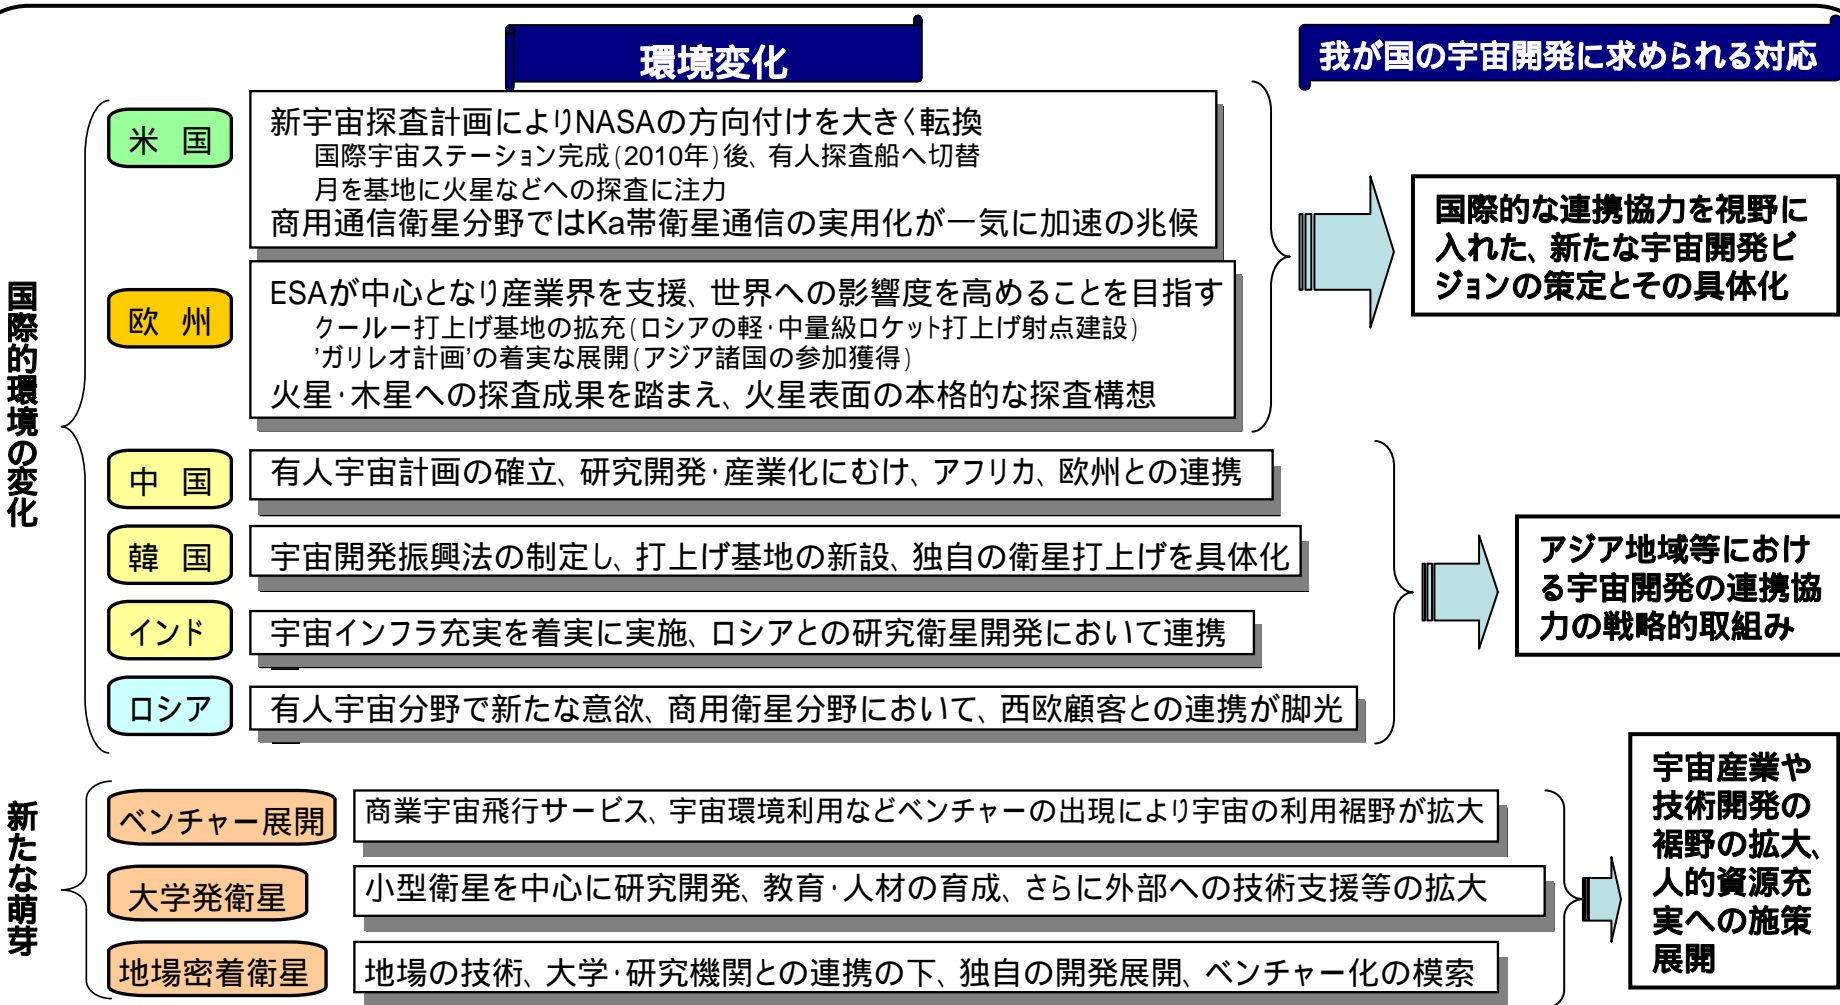 環境変化
我が国の宇宙開発に求められる対応
国際的環境の変化
米 国
新宇宙探査計画によりNASAの方向付けを大きく転換
国際宇宙ステーション完成(2010年)後、有人探査船へ切替
月を基地に火星などへの探査に注力
商用通信衛星分野ではKa帯衛星通信の実用化が一気に加速の兆候
欧 州
ESAが中心となり産業界を支援、世界への影響度を高めることを目指す
クールー打上げ基地の拡充(ロシアの軽・中量級ロケット打上げ射点建設)
'ガリレオ計画'の着実な展開(アジア諸国の参加獲得)
火星・木星への探査成果を踏まえ、火星表面の本格的な探査構想
国際的な連携協力を視野に
入れた、新たな宇宙開発ビ
ジョンの策定とその具体化
中 国
有人宇宙計画の確立、研究開発・産業化にむけ、アフリカ、欧州との連携
韓 国
宇宙開発振興法の制定し、打上げ基地の新設、独自の衛星打上げを具体化
インド
宇宙インフラ充実を着実に実施、ロシアとの研究衛星開発において連携
ロシア
有人宇宙分野で新たな意欲、商用衛星分野において、西欧顧客との連携が脚光
アジア地域等におけ
る宇宙開発の連携協
力の戦略的取組み
新たな萌芽
ベンチャー展開
商業宇宙飛行サービス、宇宙環境利用などベンチャーの出現により宇宙の利用裾野が拡大
大学発衛星
小型衛星を中心に研究開発、教育・人材の育成、さらに外部への技術支援等の拡大
地場密着衛星
地場の技術、大学・研究機関との連携の下、独自の開発展開、ベンチャー化の模索
宇宙産業や
技術開発の
裾野の拡大、
人的資源充
実への施策
展開